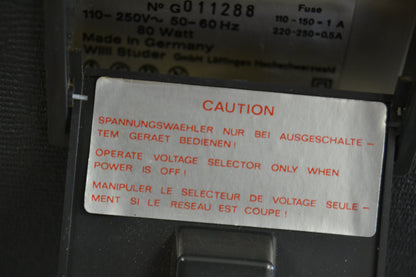 Nº G011288
110-250V~ 50-60Hz
80 Watt
Made in Germany
Willi Studer GmbH Löffingen Hochschwarzwald
Fuse
110-150 = 1 A
220-250 = 0.5A
CAUTION
SPANNUNGSWAEHLER NUR BEI AUSGESCHALTE-
TEM GERAET BEDIENEN!
OPERATE VOLTAGE SELECTOR ONLY WHEN
POWER IS OFF!
MANIPULER LE SELECTEUR DE VOLTAGE SEULE-
MENT SI LE RESEAU EST COUPE!